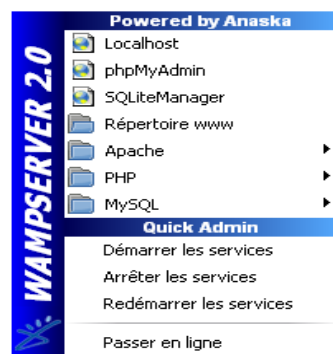 Powered by Anaska
WAMPSERVER 2.0
Localhost
phpMyAdmin
SQLiteManager
Répertoire www
Apache
PHP
MySQL
Quick Admin
Démarrer les services
Arrêter les services
Redémarrer les services
Passer en ligne